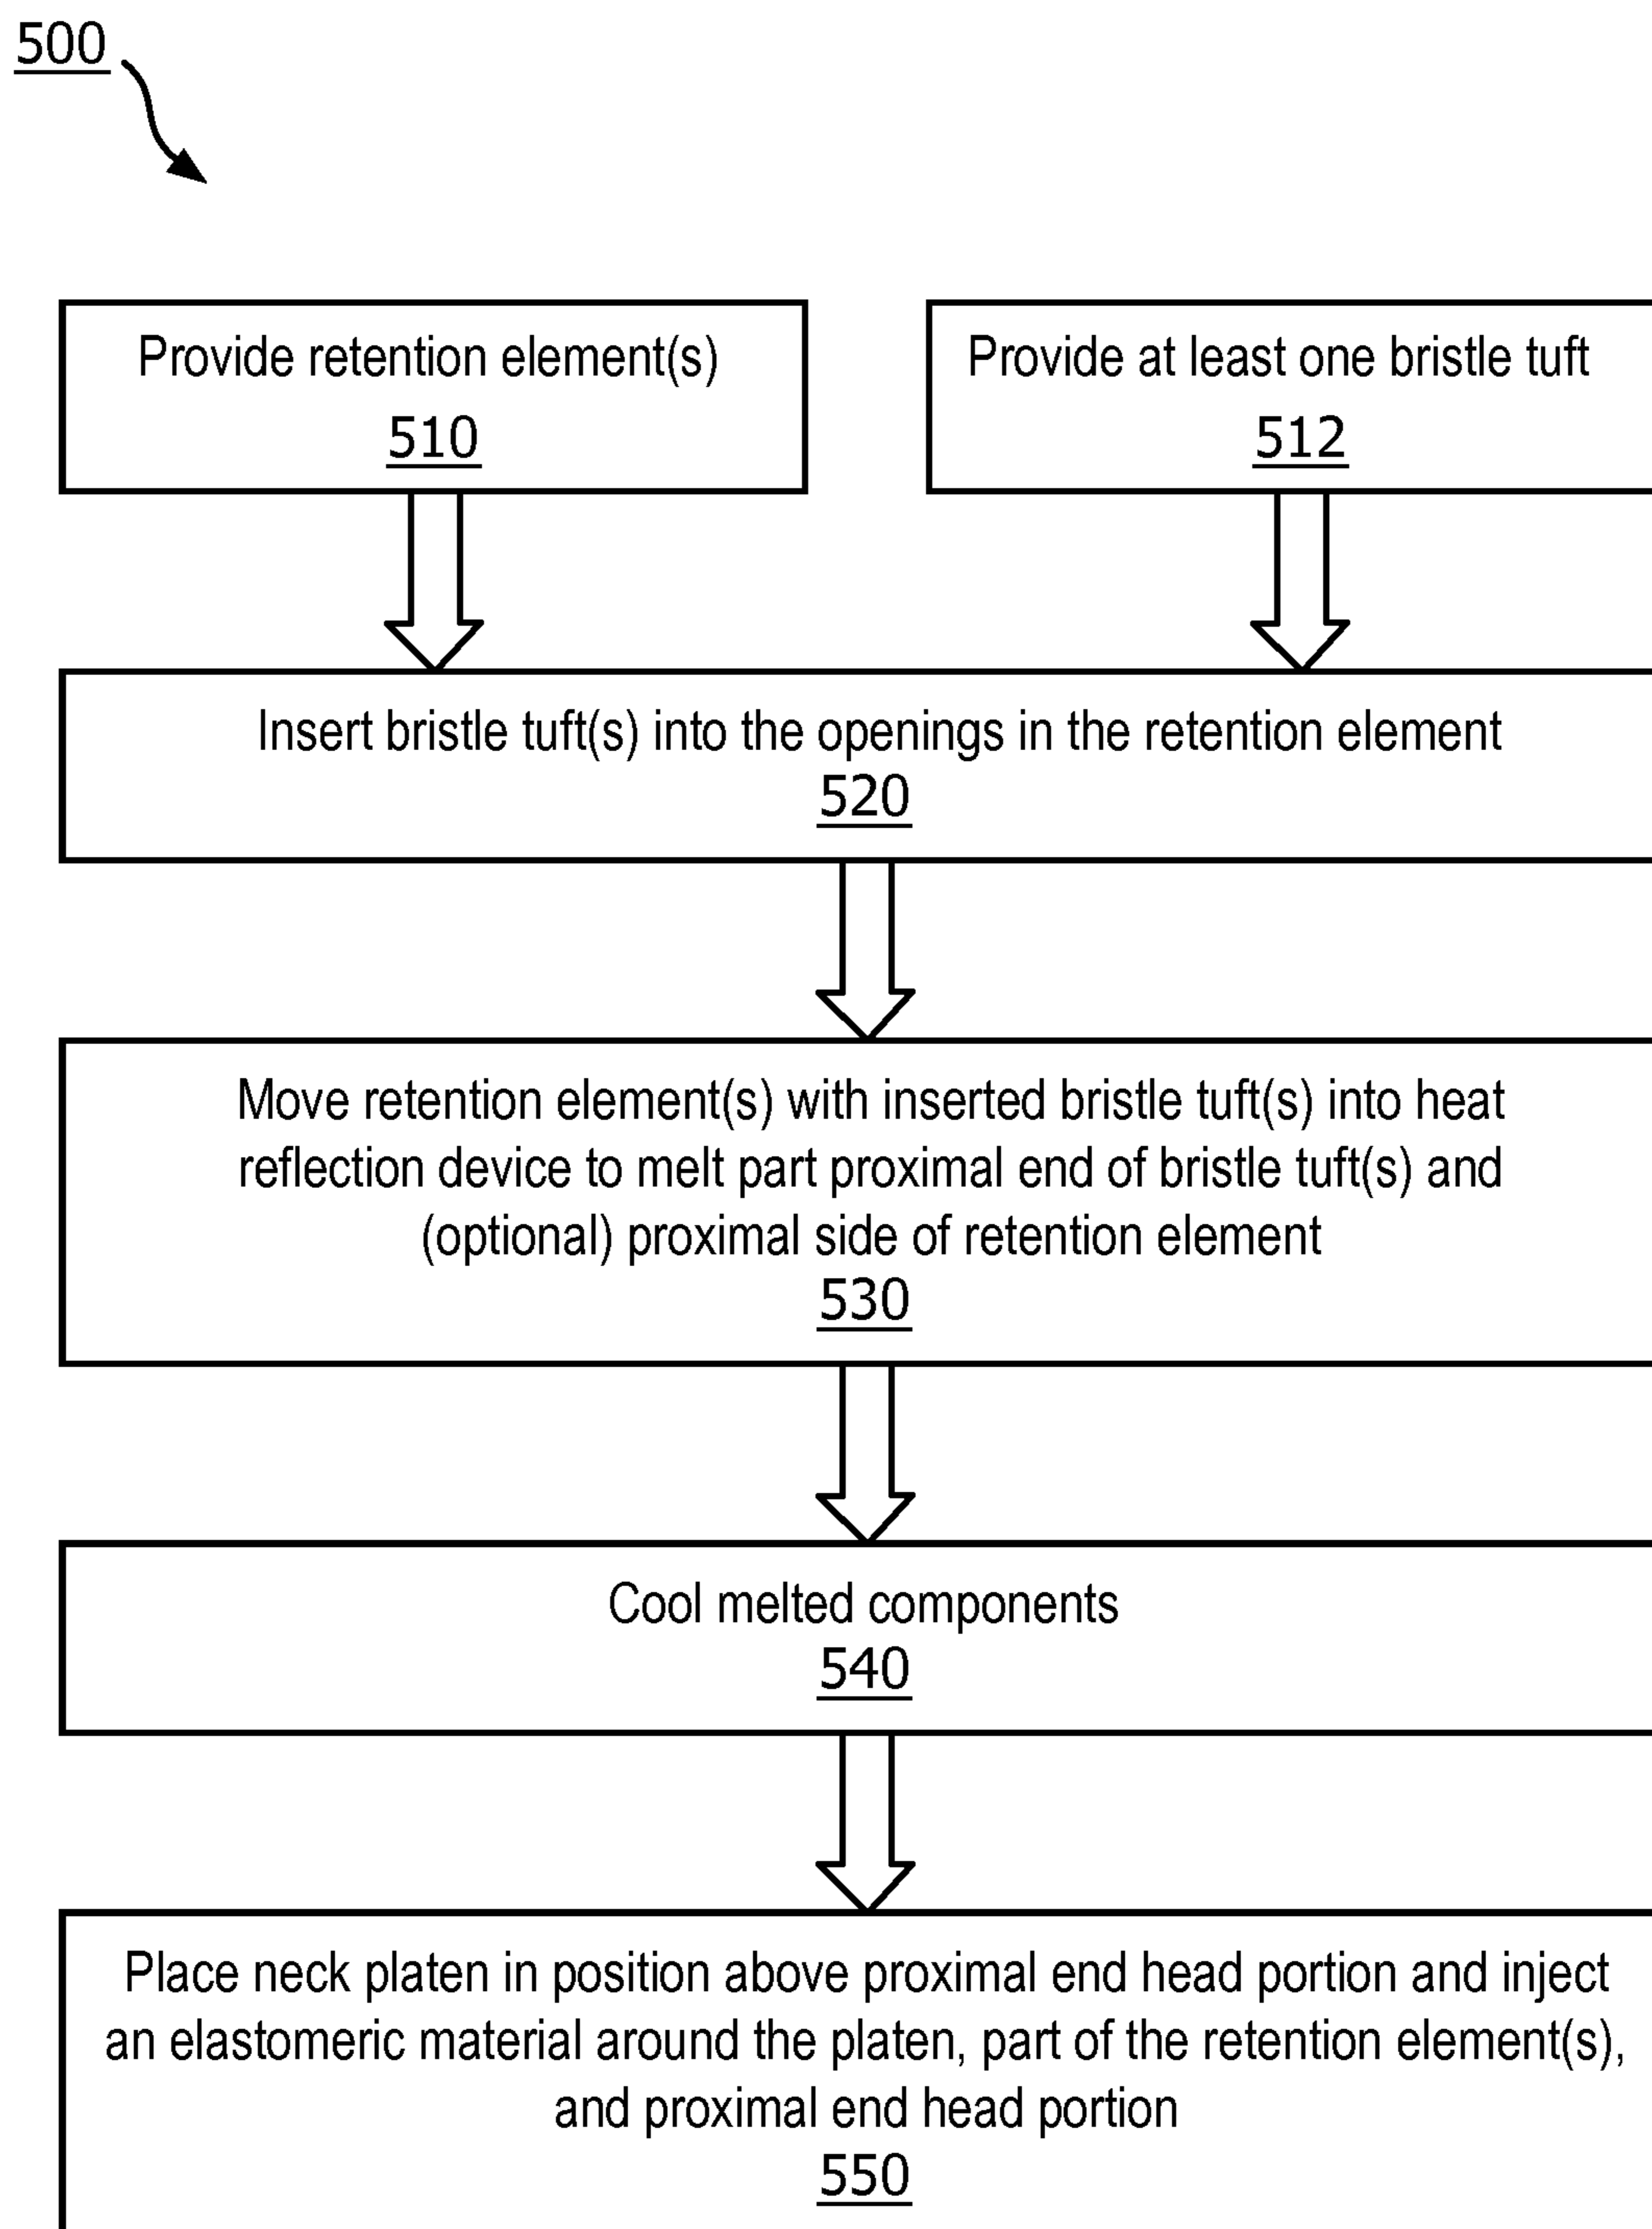 500
Provide retention element(s)
510
Provide at least one bristle tuft
512
Insert bristle tuft(s) into the openings in the retention element
520
Move retention element(s) with inserted bristle tuft(s) into heat
reflection device to melt part proximal end of bristle tuft(s) and
(optional) proximal side of retention element
530
Cool melted components
540
Place neck platen in position above proximal end head portion and inject
an elastomeric material around the platen, part of the retention element(s),
and proximal end head portion
550